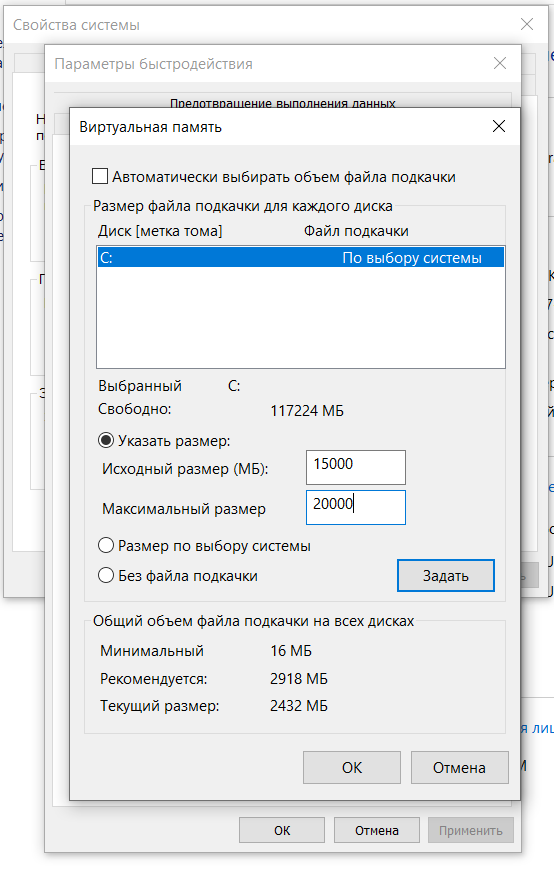 Свойства системы
Параметры быстродействия
Предотвращение выполнения данных
Виртуальная память
Автоматически выбирать объем файла подкачки
Размер файла подкачки для каждого диска
Диск [метка тома] Файл подкачки
C: По выбору системы
Выбранный C:
Свободно: 117224 МБ
Указать размер:
Исходный размер (МБ): 15000
Максимальный размер 20000
Размер по выбору системы
Без файла подкачки Задать
Общий объем файла подкачки на всех дисках
Минимальный 16 МБ
Рекомендуется: 2918 МБ
Текущий размер: 2432 МБ
ОК Отмена
ОК Отмена Применить